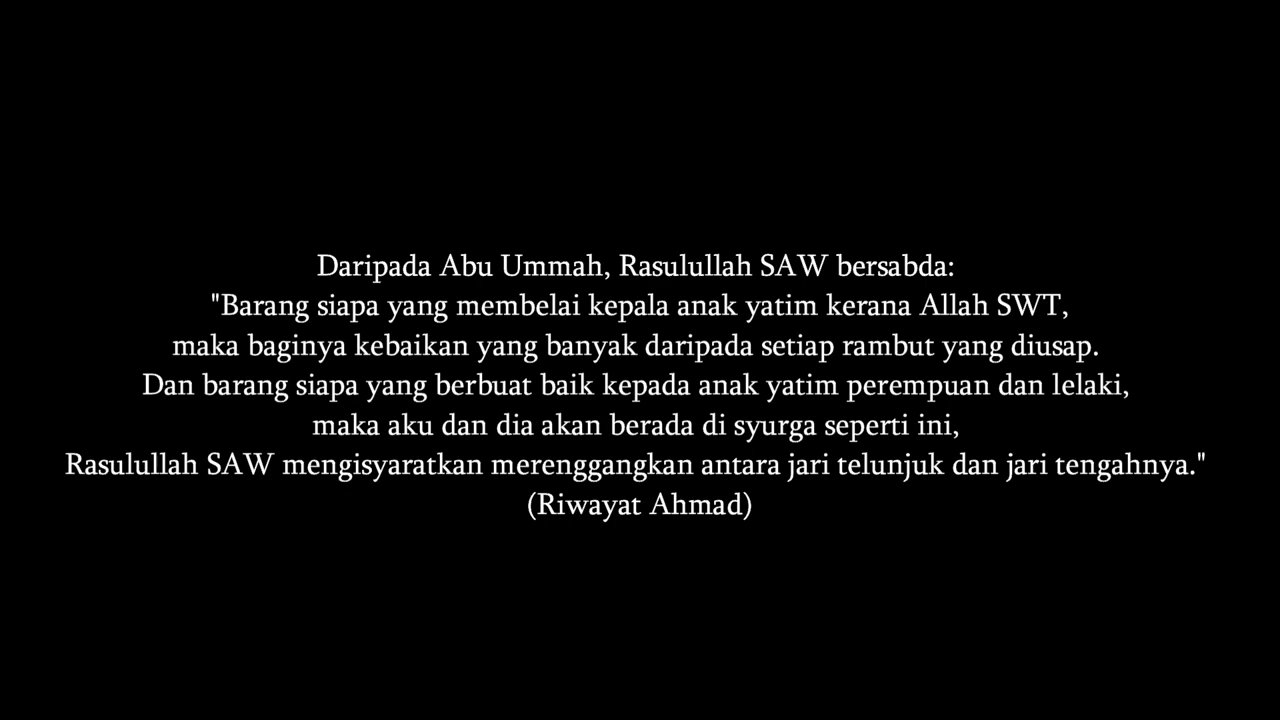 Daripada Abu Ummah, Rasulullah SAW bersabda:
"Barang siapa yang membelai kepala anak yatim kerana Allah SWT,
maka baginya kebaikan yang banyak daripada setiap rambut yang diusap.
Dan barang siapa yang berbuat baik kepada anak yatim perempuan dan lelaki,
maka aku dan dia akan berada di syurga seperti ini,
Rasulullah SAW mengisyaratkan merenggangkan antara jari telunjuk dan jari tengahnya."
(Riwayat Ahmad)